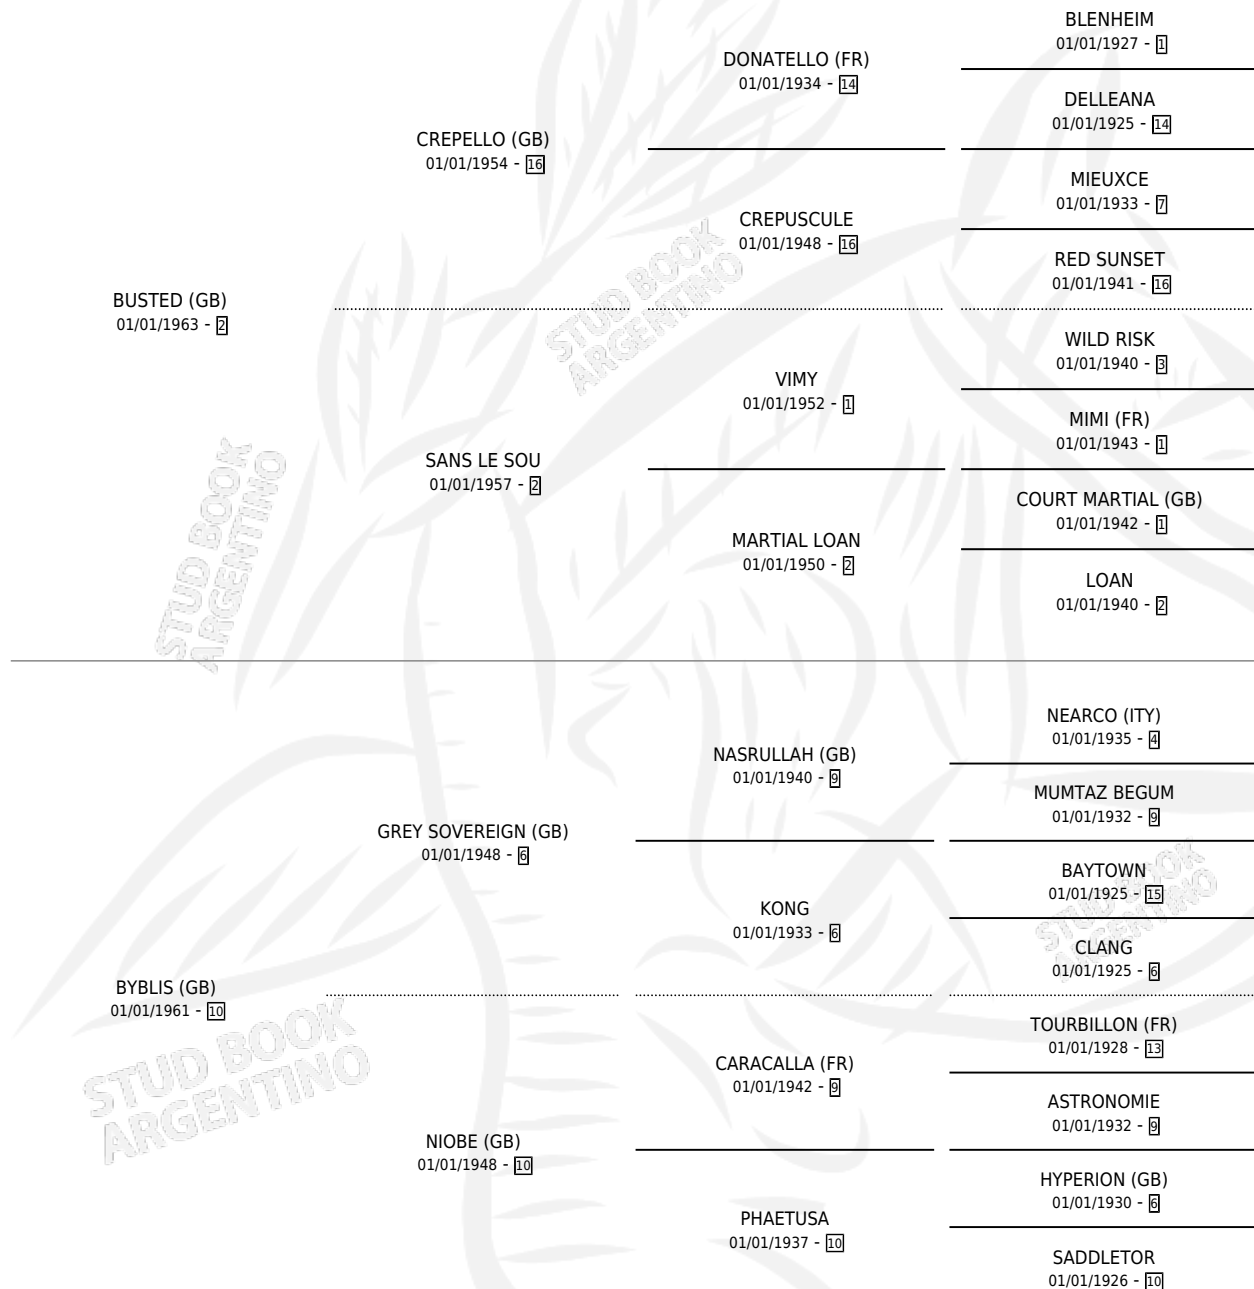 BLENHEIM
01/01/1927 - 1
DONATELLO (FR)
01/01/1934 - 14
DELLEANA
01/01/1925 - 14
CREPELLO (GB)
01/01/1954 - 16
MIEUXCE
01/01/1933 - 7
CREPUSCULE
01/01/1948 - 16
RED SUNSET
01/01/1941 - 16
BUSTED (GB)
01/01/1963 - 2
WILD RISK
01/01/1940 - 3
VIMY
01/01/1952 - 1
MIMI (FR)
01/01/1943 - 1
SANS LE SOU
01/01/1957 - 2
COURT MARTIAL (GB)
01/01/1942 - 1
MARTIAL LOAN
01/01/1950 - 2
LOAN
01/01/1940 - 2
NEARCO (ITY)
01/01/1935 - 4
NASRULLAH (GB)
01/01/1940 - 9
MUMTAZ BEGUM
01/01/1932 - 9
GREY SOVEREIGN (GB)
01/01/1948 - 6
BAYTOWN
01/01/1925 - 15
KONG
01/01/1933 - 6
CLANG
01/01/1925 - 6
BYBLIS (GB)
01/01/1961 - 10
TOURBILLON (FR)
01/01/1928 - 13
CARACALLA (FR)
01/01/1942 - 9
ASTRONOMIE
01/01/1932 - 9
NIOBE (GB)
01/01/1948 - 10
HYPERION (GB)
01/01/1930 - 6
PHAETUSA
01/01/1937 - 10
SADDLETOR
01/01/1926 - 10
STUD BOOK
ARGENTINO
STUD BOOK
ARGENTINO
STUD BOOK
ARGENTINO
STUD BOOK
ARGENTINO